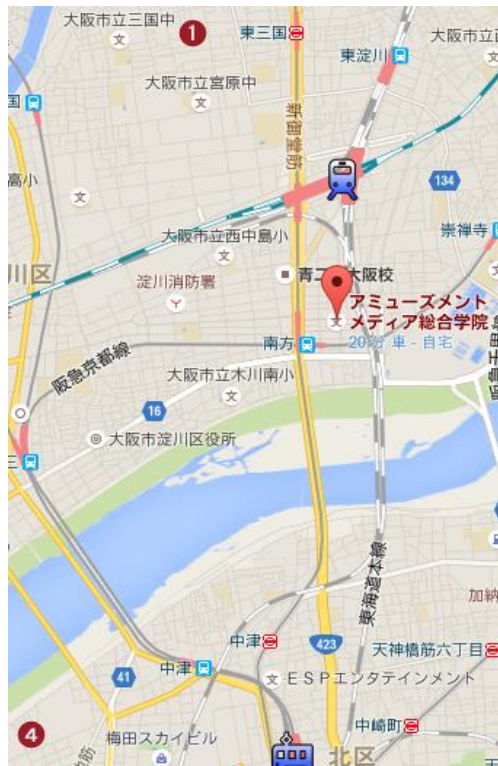 大阪市立三国中
1
東三国
東淀川
大阪市立
大阪市立宮原中
国
新御堂筋
高小
134
大阪市立西中島小
崇禅寺
川区
淀川消防署
青二
大阪校
アミューズメント
メディア総合学院
20分 車 - 自宅
南方
阪急京都線
大阪市立木川南小
16
大阪市淀川区役所
三
東海道本線
加納
中津
423
天神橋筋六丁目
中津
41
ESPエンタテインメント
4
中崎町
梅田スカイビル
北区